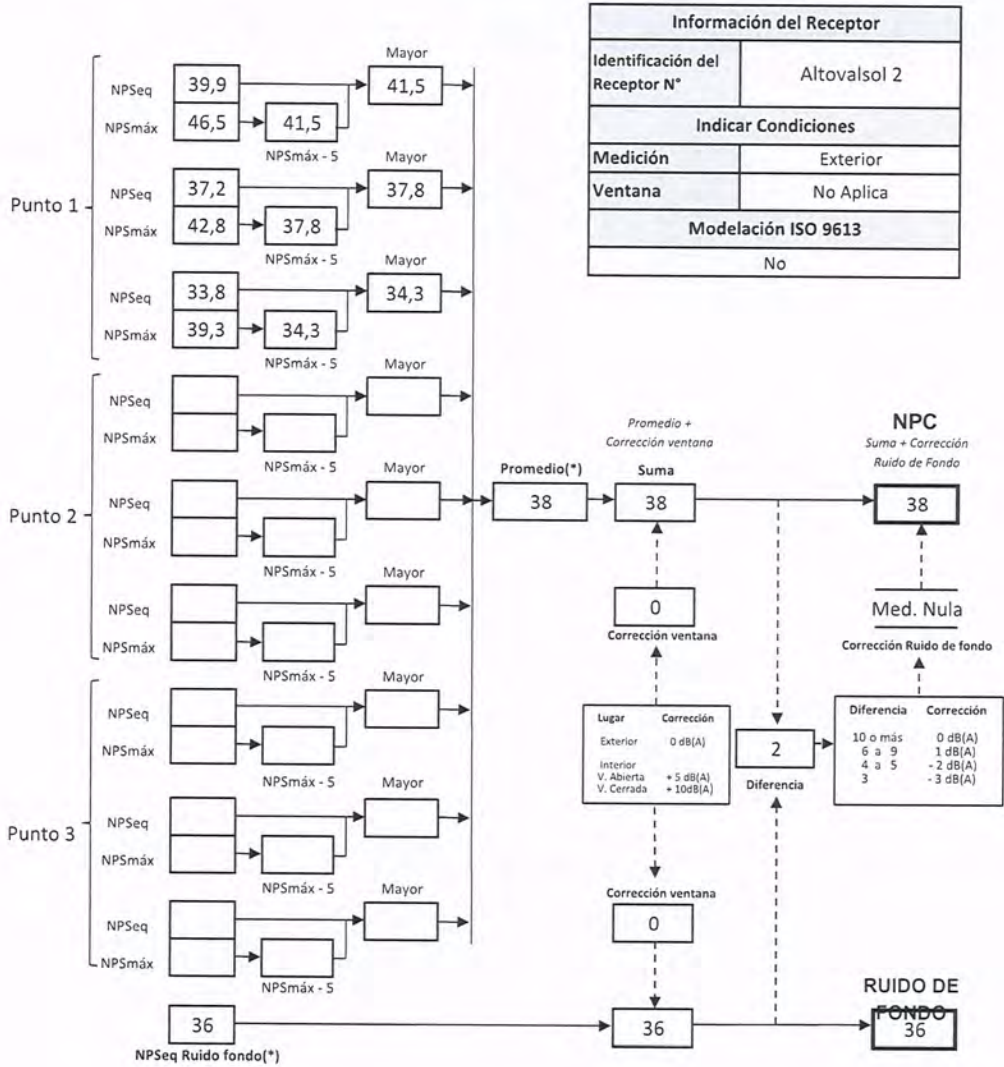 Información del Receptor
Identificación del Receptor N° Altovalsol 2
Indicar Condiciones
Medición Exterior
Ventana No Aplica
Modelación ISO 9613
No
Punto 1
Mayor
NPSeq 39,9 41,5
NPSmáx 46,5 41,5
NPSmáx - 5
Mayor
NPSeq 37,2 37,8
NPSmáx 42,8 37,8
NPSmáx - 5
Mayor
NPSeq 33,8 34,3
NPSmáx 39,3 34,3
NPSmáx - 5
Punto 2
Mayor
NPSeq
NPSmáx
NPSmáx - 5
Mayor
NPSeq
NPSmáx
NPSmáx - 5
Mayor
NPSeq
NPSmáx
NPSmáx - 5
Punto 3
Mayor
NPSeq
NPSmáx
NPSmáx - 5
Mayor
NPSeq
NPSmáx
NPSmáx - 5
Mayor
NPSeq
NPSmáx
NPSmáx - 5
Promedio(*)
38
Promedio +
Corrección ventana
Suma
38
NPC
Suma + Corrección
Ruido de Fondo
38
0
Corrección ventana
Med. Nula
Corrección Ruido de fondo
Lugar Corrección
Exterior 0 dB(A)
Interior
V. Abierta + 5 dB(A)
V. Cerrada + 10dB(A)
2
Diferencia
Diferencia Corrección
10 o más 0 dB(A)
6 a 9 1 dB(A)
4 a 5 - 2 dB(A)
3 - 3 dB(A)
Corrección ventana
0
36
NPSeq Ruido fondo(*)
36
RUIDO DE
FONDO
36